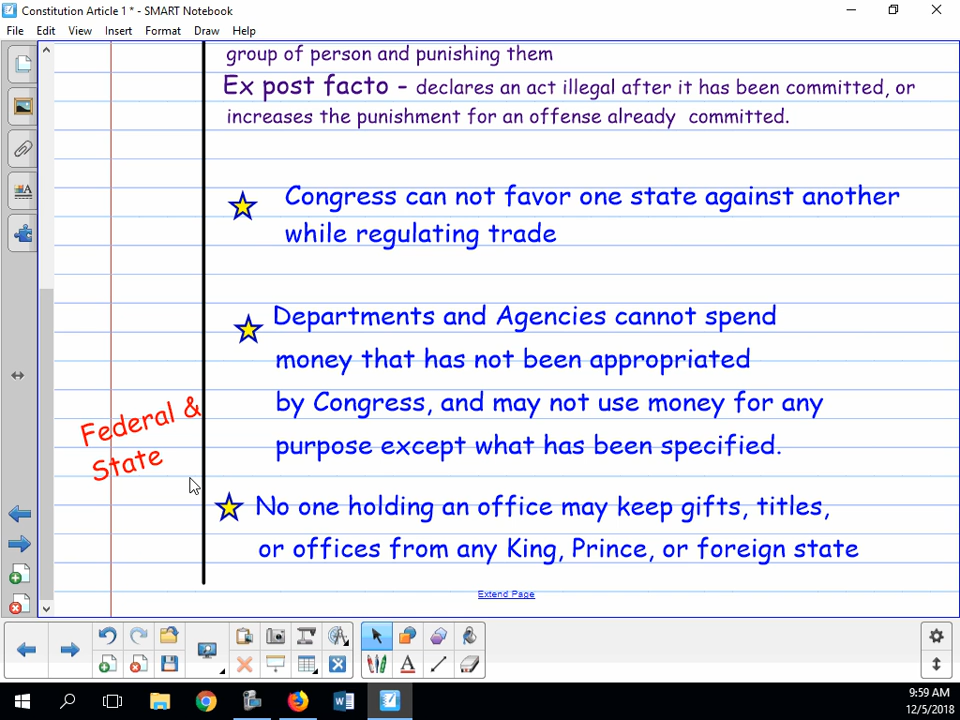 Constitution Article 1 * - SMART Notebook
File Edit View Insert Format Draw Help
group of person and punishing them
Ex post facto - declares an act illegal after it has been committed, or
increases the punishment for an offense already committed.
Congress can not favor one state against another
while regulating trade
Departments and Agencies cannot spend
money that has not been appropriated
by Congress, and may not use money for any
purpose except what has been specified.
Federal &
State
No one holding an office may keep gifts, titles,
or offices from any King, Prince, or foreign state
Extend Page
9:59 AM
12/5/2018